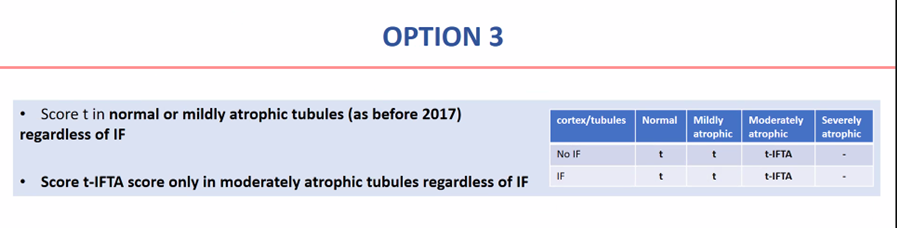 OPTION 3
• Score t in normal or mildly atrophic tubules (as before 2017)
regardless of IF
• Score t-IFTA score only in moderately atrophic tubules regardless of IF
cortex/tubules Normal Mildly atrophic Moderately atrophic Severely atrophic
No IF t t t-IFTA -
IF t t t-IFTA -